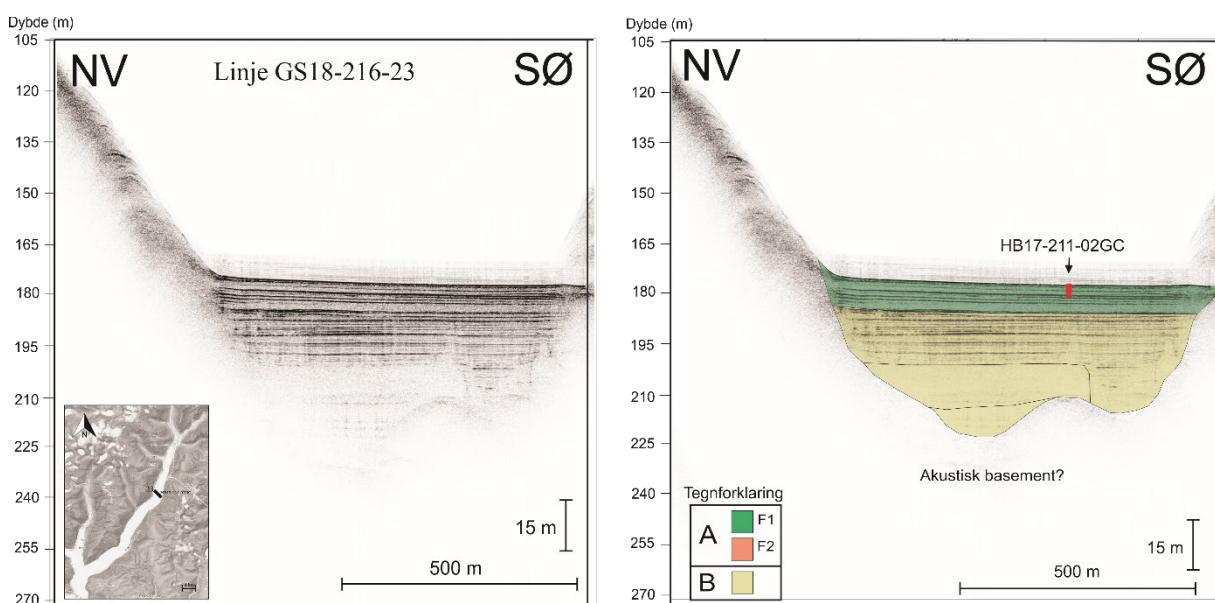 Dybde (m)
NV
Linje GS18-216-23
SØ
105
120
135
150
165
180
195
210
225
240
255
270
N
15 m
500 m
Dybde (m)
NV
SØ
105
120
135
150
165
180
195
210
225
240
255
270
HB17-211-02GC
Akustisk basement?
Tegnforklaring
A
F1
F2
B
15 m
500 m